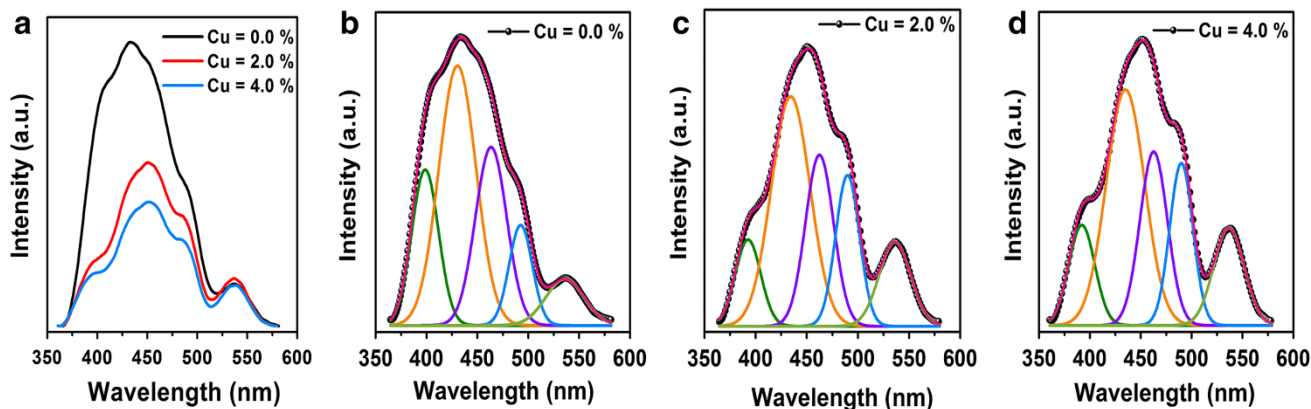 a
Cu = 0.0 %
Cu = 2.0 %
Cu = 4.0 %
Intensity (a.u.)
350 400 450 500 550 600
Wavelength (nm)
b
Cu = 0.0 %
Intensity (a.u.)
350 400 450 500 550 600
Wavelength (nm)
c
Cu = 2.0 %
Intensity (a.u.)
350 400 450 500 550 600
Wavelength (nm)
d
Cu = 4.0 %
Intensity (a.u.)
350 400 450 500 550 600
Wavelength (nm)